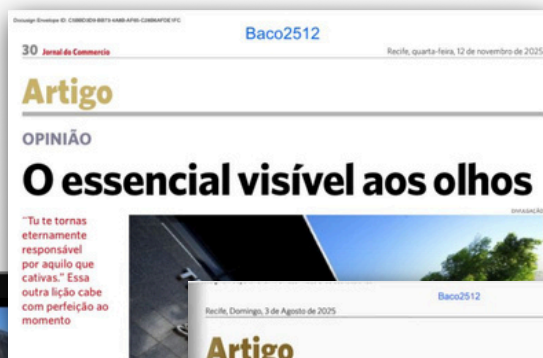 Baco2512
30 Jornal do Commercio
Recife, quarta-feira, 12 de novembro de 2025
Artigo
OPINIÃO
O essencial visível aos olhos
DIVULGAÇÃO
"Tu te tornas
eternamente
responsável
por aquilo que
cativas." Essa
outra lição cabe
com perfeição ao
momento
Baco2512
Recife, Domingo, 3 de Agosto de 2025
Artigo